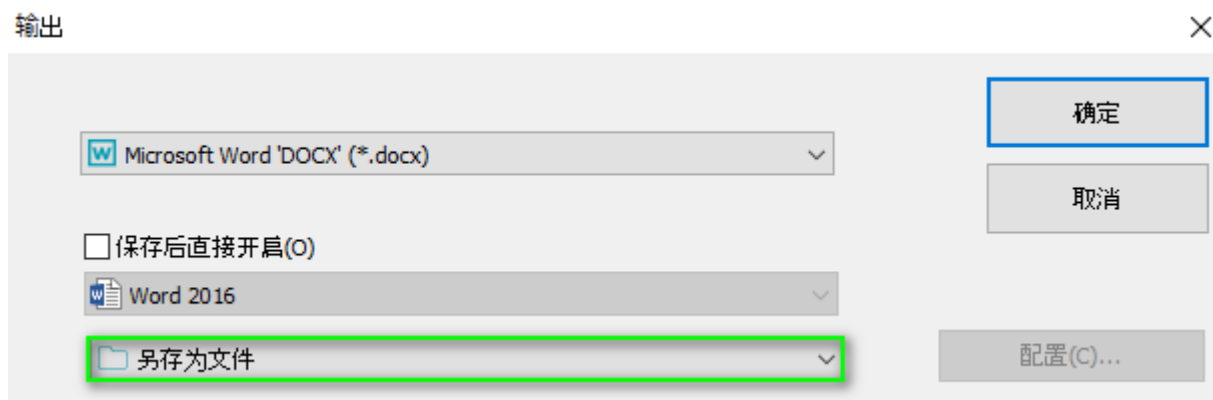 输出
确定
Microsoft Word 'DOCX' (*.docx)
取消
保存后直接开启(O)
Word 2016
另存为文件
配置(C)...